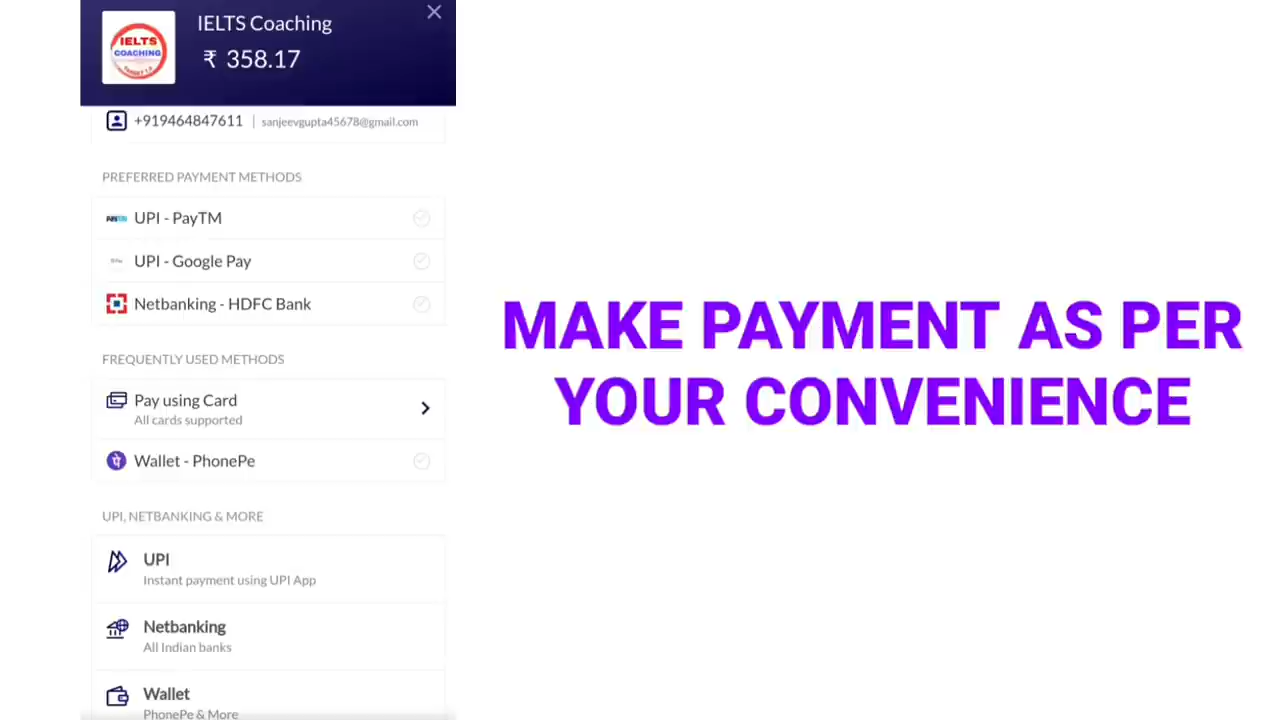 IELTS Coaching
₹ 358.17
IELTS
COACHING
+919464847611 | sanjeevgupta45678@gmail.com
PREFERRED PAYMENT METHODS
UPI - PayTM
UPI - Google Pay
Netbanking - HDFC Bank
FREQUENTLY USED METHODS
Pay using Card
All cards supported
Wallet - PhonePe
UPI, NETBANKING & MORE
UPI
Instant payment using UPI App
Netbanking
All Indian banks
Wallet
PhonePe & More
MAKE PAYMENT AS PER
YOUR CONVENIENCE